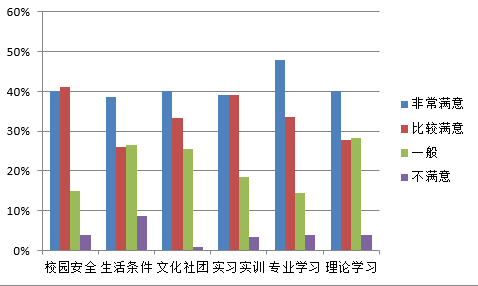 60%
50%
40%
30%
20%
10%
0%
校园安全 生活条件 文化社团 实习实训 专业学习 理论学习
非常满意
比较满意
一般
不满意